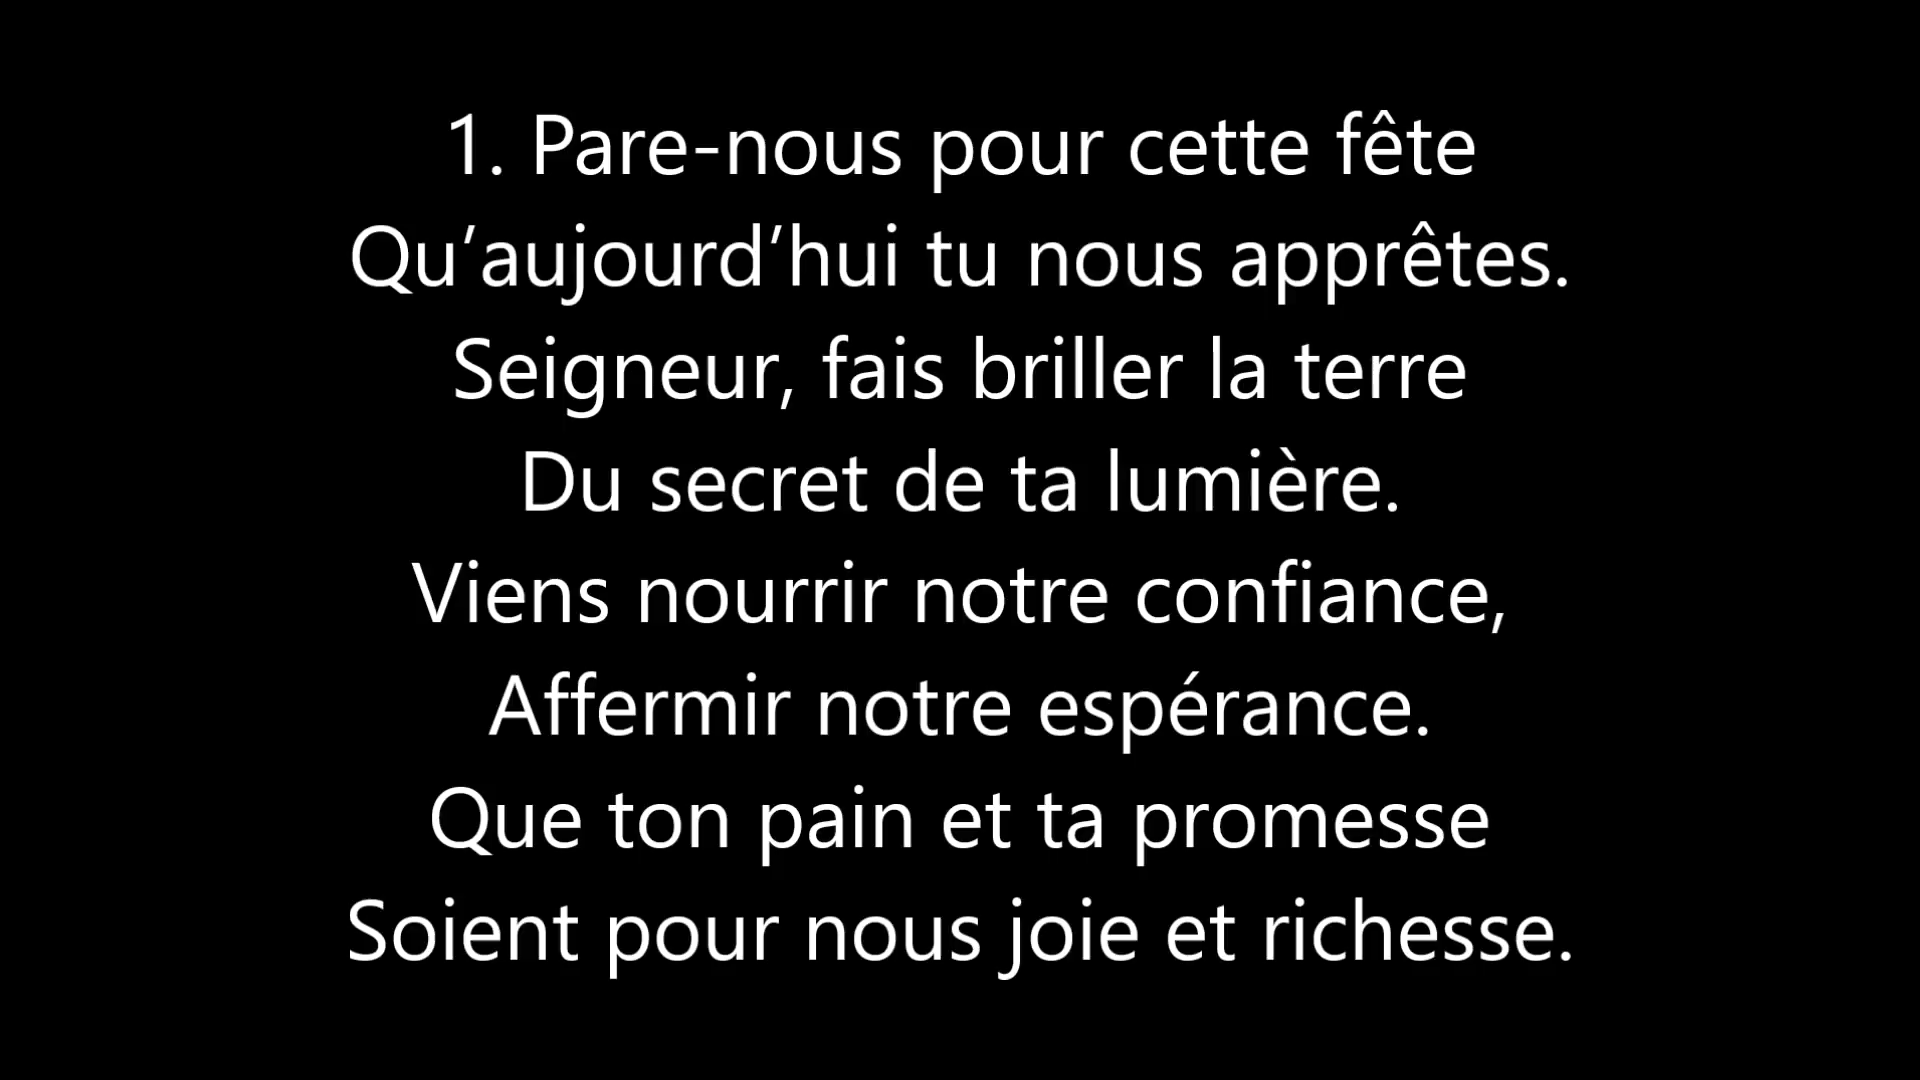 1. Pare-nous pour cette fête
Qu’aujourd’hui tu nous apprêtes.
Seigneur, fais briller la terre
Du secret de ta lumière.
Viens nourrir notre confiance,
Affermir notre espérance.
Que ton pain et ta promesse
Soient pour nous joie et richesse.